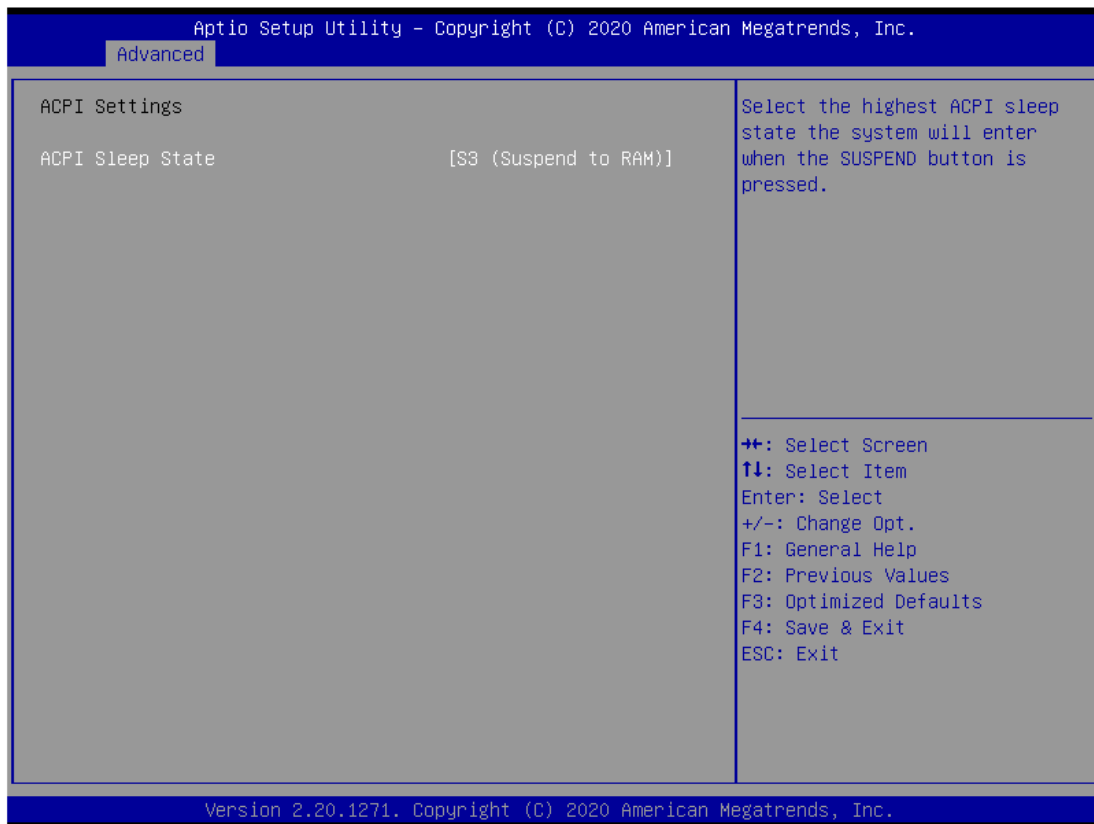 Aptio Setup Utility – Copyright (C) 2020 American Megatrends, Inc.
Advanced
ACPI Settings
ACPI Sleep State [S3 (Suspend to RAM)]
Select the highest ACPI sleep
state the system will enter
when the SUSPEND button is
pressed.
→←: Select Screen
↑↓: Select Item
Enter: Select
+/-: Change Opt.
F1: General Help
F2: Previous Values
F3: Optimized Defaults
F4: Save & Exit
ESC: Exit
Version 2.20.1271. Copyright (C) 2020 American Megatrends, Inc.